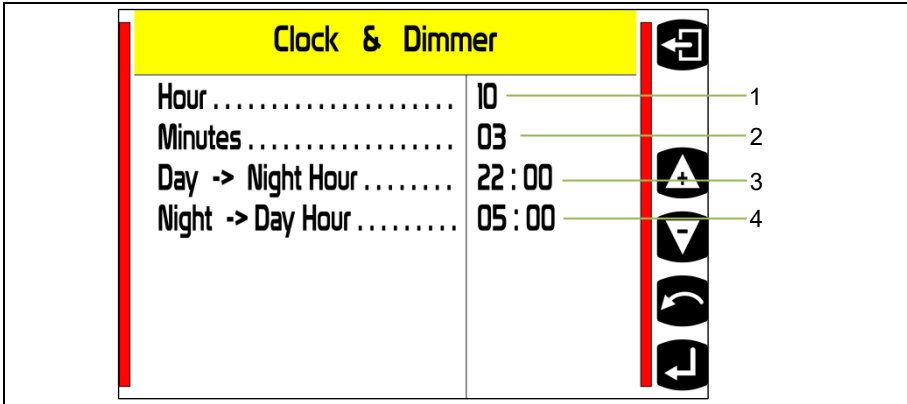 Clock & Dimmer
Hour..................... 10 1
Minutes.................. 03 2
Day -> Night Hour........ 22:00 3
Night -> Day Hour......... 05:00 4
+
-